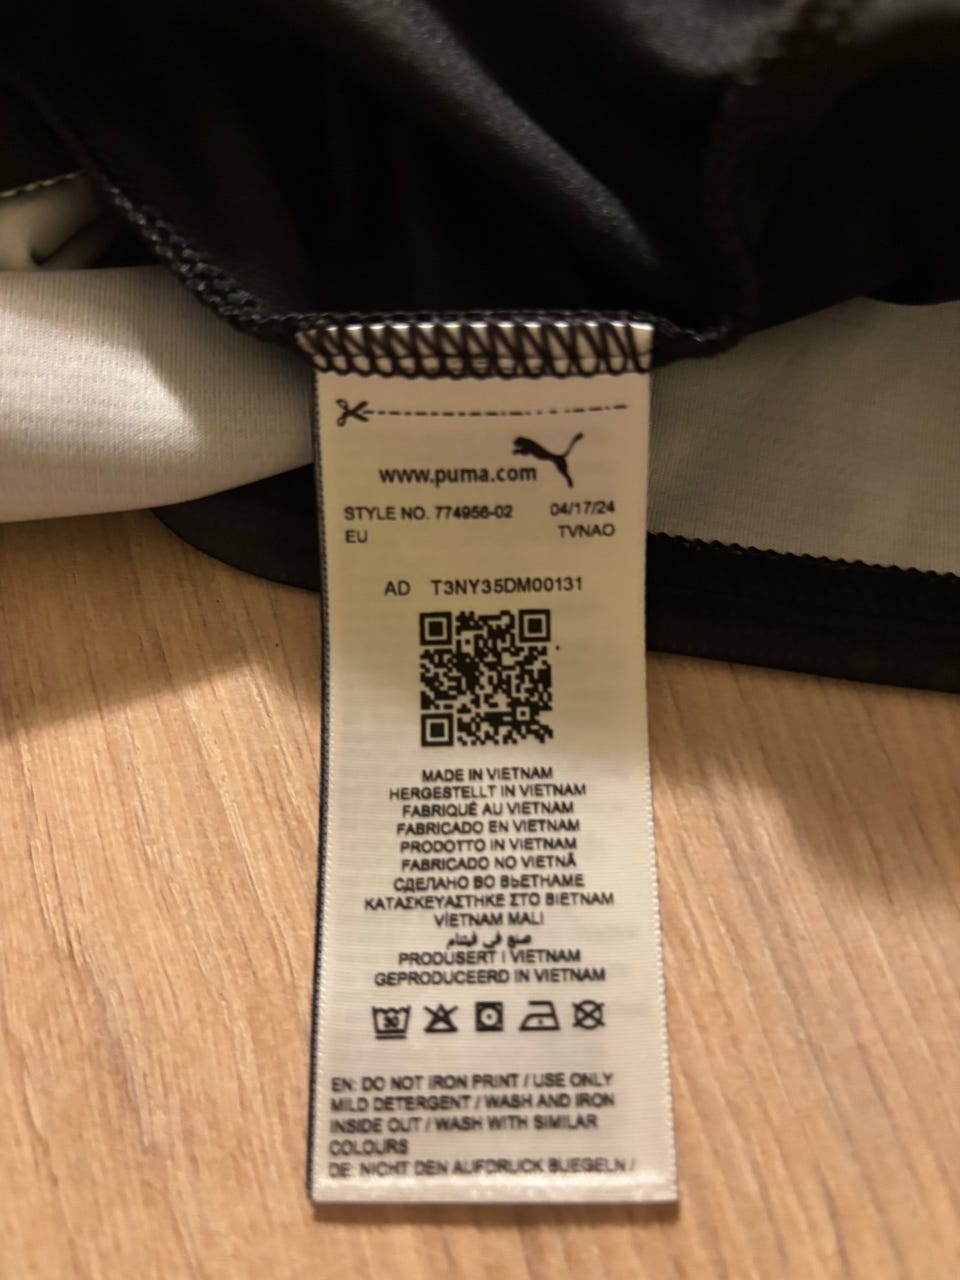 www.puma.com
STYLE NO. 774956-02 04/17/24
EU TVNAO
AD T3NY35DM00131
MADE IN VIETNAM
HERGESTELLT IN VIETNAM
FABRIQUÉ AU VIETNAM
FABRICADO EN VIETNAM
PRODOTTO IN VIETNAM
FABRICADO NO VIETNÃ
СДЕЛАНО ВО ВЬЕТНАМЕ
ΚΑΤΑΣΚΕΥΑΣΤΗΚΕ ΣΤΟ ΒΙΕΤΝΑΜ
VİETNAM MALI
صنع في فيتنام
PRODUSERT I VIETNAM
GEPRODUCEERD IN VIETNAM
30
EN: DO NOT IRON PRINT / USE ONLY
MILD DETERGENT / WASH AND IRON
INSIDE OUT / WASH WITH SIMILAR
COLOURS
DE: NICHT DEN AUFDRUCK BUEGELN /